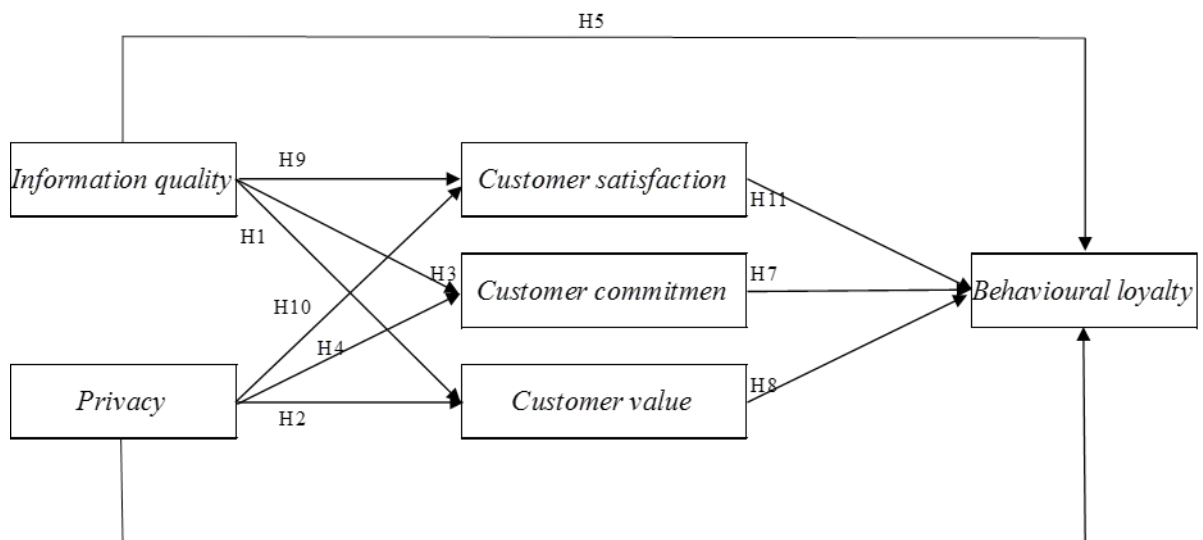 H5
Information quality
H9
Customer satisfaction
H11
H1
H3
Customer commitmen
H7
Behavioural loyalty
H10
H4
Privacy
H2
Customer value
H8